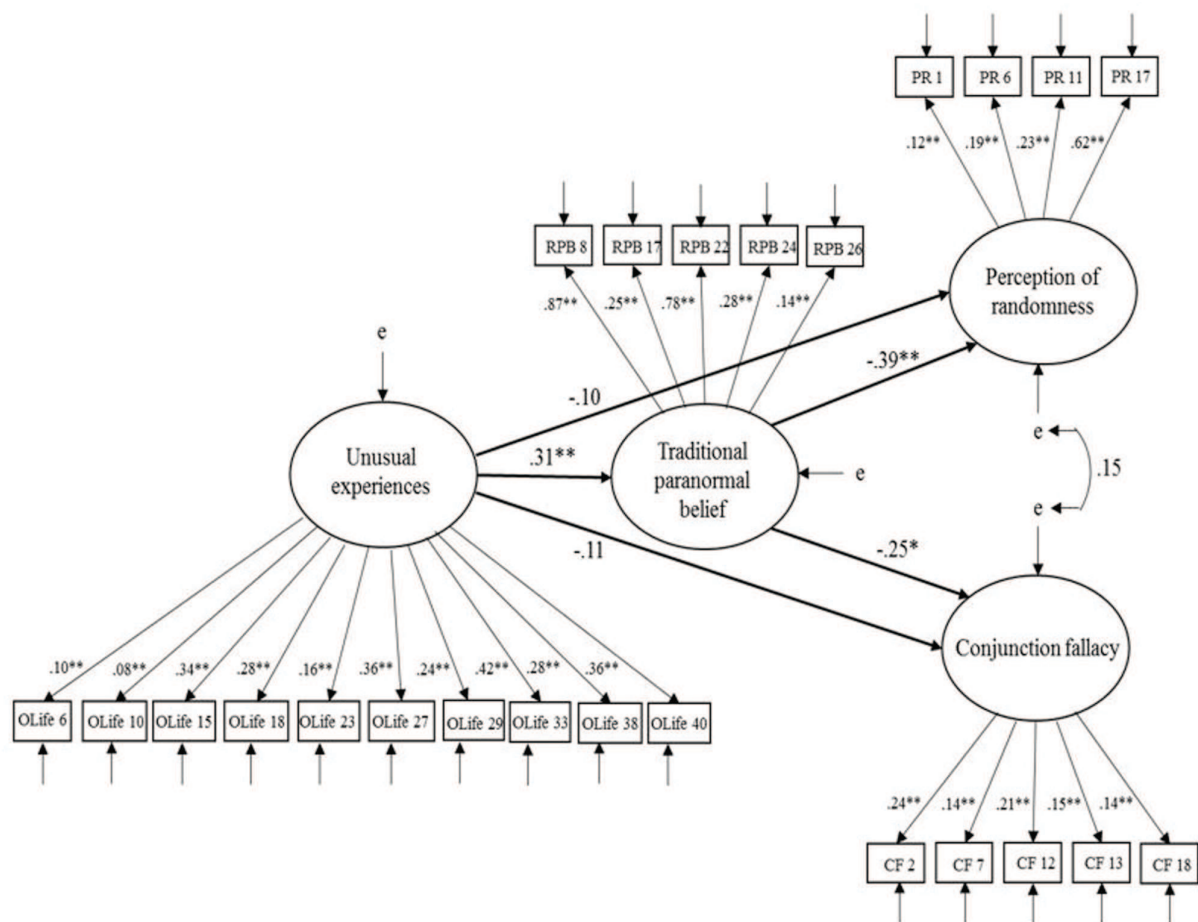 PR 1 PR 6 PR 11 PR 17
.12** .19** .23** .62**
RPB 8 RPB 17 RPB 22 RPB 24 RPB 26
.87** .25** .78** .28** .14**
Perception of
randomness
e
-.39**
-.10
e
.15
Unusual
experiences
.31**
Traditional
paranormal
belief
e
e
-.11
-.25*
Conjunction fallacy
.10** .08** .34** .28** .16** .36** .24** .42** .28** .36**
OLife 6 OLife 10 OLife 15 OLife 18 OLife 23 OLife 27 OLife 29 OLife 33 OLife 38 OLife 40
.24** .14** .21** .15** .14**
CF 2 CF 7 CF 12 CF 13 CF 18